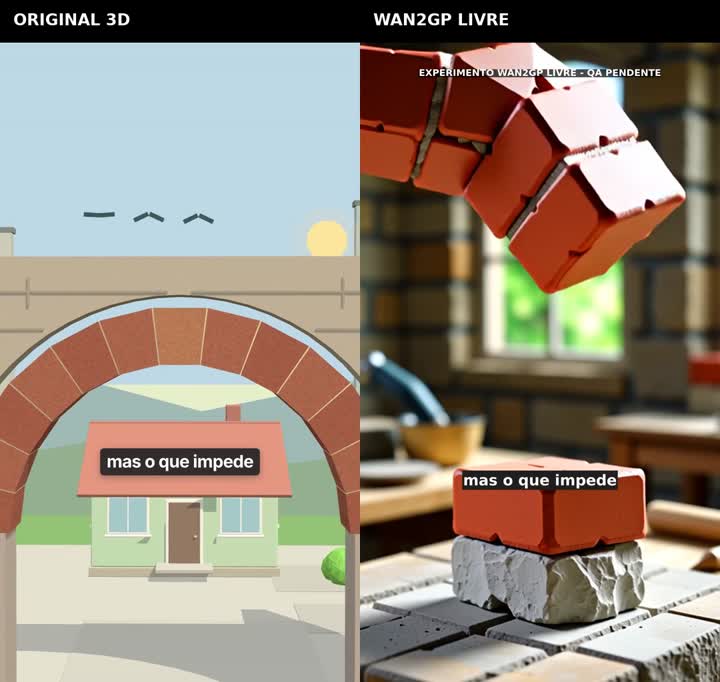 ORIGINAL 3D
WAN2GP LIVRE
EXPERIMENTO WAN2GP LIVRE - QA PENDENTE
mas o que impede
mas o que impede